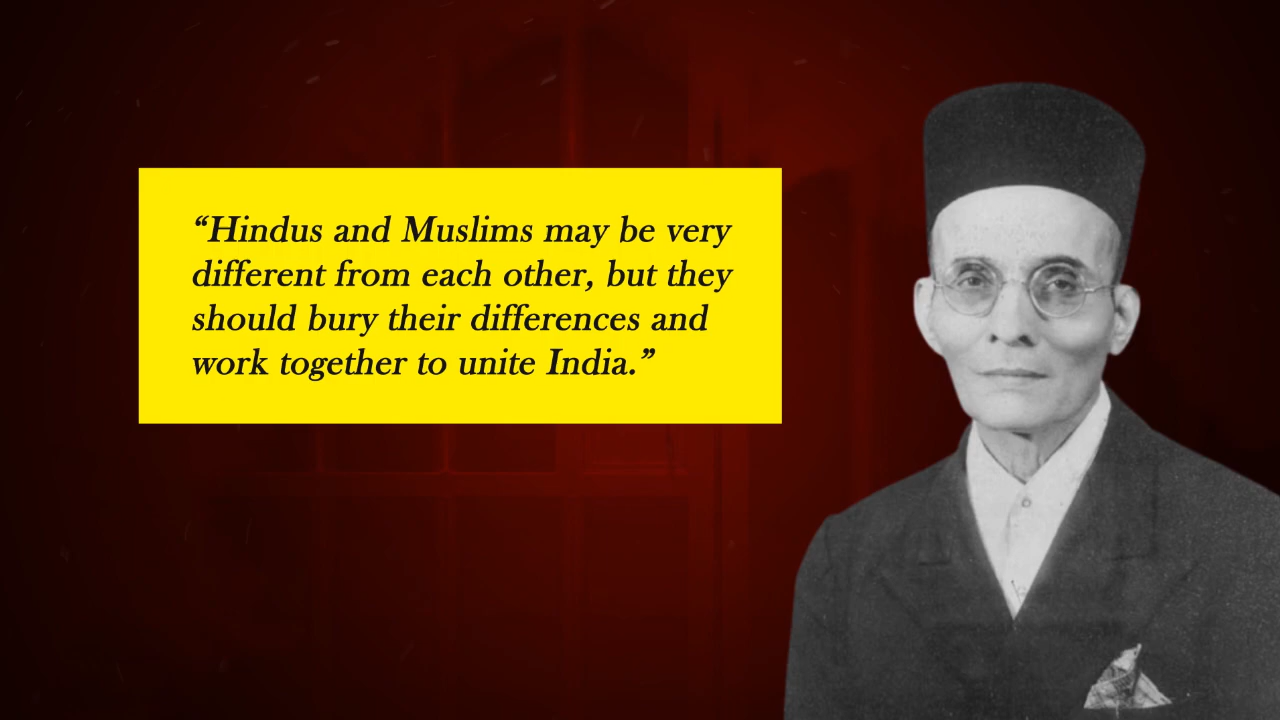 “Hindus and Muslims may be very
different from each other, but they
should bury their differences and
work together to unite India.”